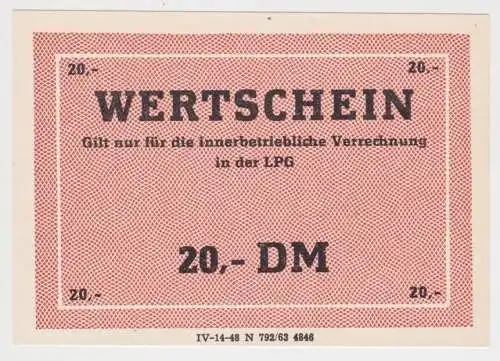 20,- 20,-
WERTSCHEIN
Gilt nur für die innerbetriebliche Verrechnung
in der LPG
20,- DM
20,- 20,-
IV-14-48 N 792/63 4846